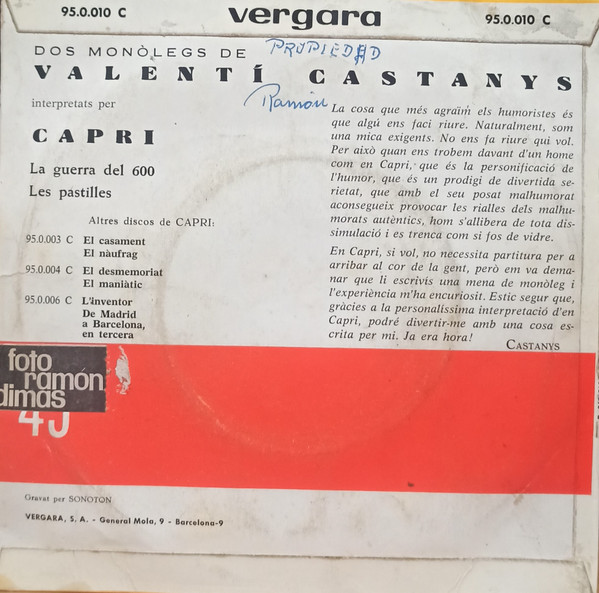 95.0.010 C
vergara
95.0.010 C
DOS MONÒLEGS DE
PROPIEDAD
VALENTÍ CASTANYS
Ramón
interpretats per
CAPRI
La guerra del 600
Les pastilles
Altres discos de CAPRI:
95.0.003 C El casament
El nàufrag
95.0.004 C El desmemoriat
El maniàtic
95.0.006 C L'inventor
De Madrid
a Barcelona,
en tercera
La cosa que més agraïm els humoristes és
que algú ens faci riure. Naturalment, som
una mica exigents. No ens fa riure qui vol.
Per això quan ens trobem davant d'un home
com en Capri, que és la personificació de
l'humor, que és un prodigi de divertida se-
rietat, que amb el seu posat malhumorat
aconsegueix provocar les rialles dels malhu-
morats autèntics, hom s'allibera de tota dis-
simulació i es trenca com si fos de vidre.
En Capri, si vol, no necessita partitura per a
arribar al cor de la gent, però em va dema-
nar que li escrivis una mena de monòleg i
l'experiència m'ha encuriosit. Estic segur que,
gràcies a la personalíssima interpretació d'en
Capri, podré divertir-me amb una cosa es-
crita per mi. Ja era hora!
CASTANYS
foto
ramón
dimas
45
Gravat per SONOTON
VERGARA, S. A. - General Mola, 9 - Barcelona-9